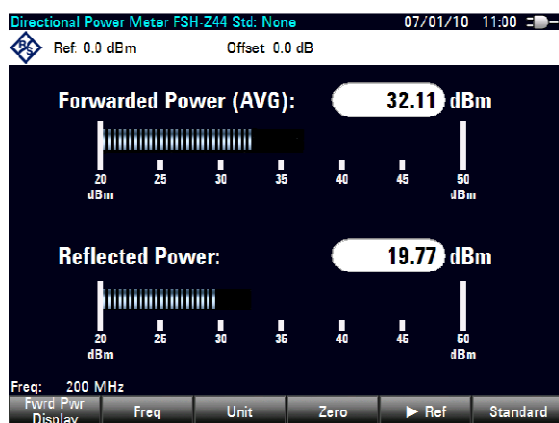 Directional Power Meter FSH-Z44 Std: None 07/01/10 11:00
Ref: 0.0 dBm Offset 0.0 dB
Forwarded Power (AVG): 32.11 dBm
20 25 30 35 40 45 50
dBm dBm
Reflected Power: 19.77 dBm
20 25 30 35 40 45 50
dBm dBm
Freq: 200 MHz
Fwrd Pwr
Display Freq Unit Zero ► Ref Standard